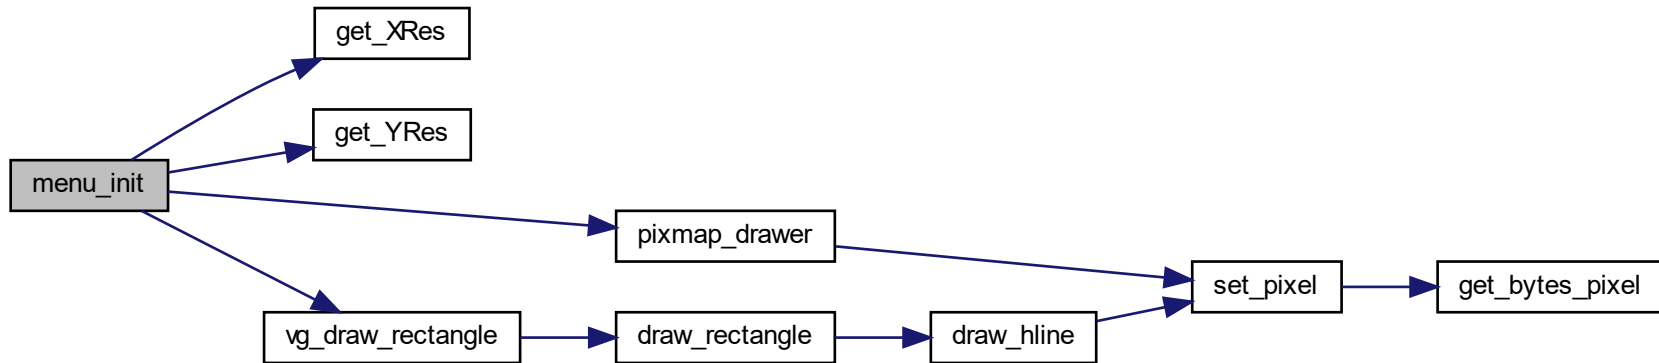 get_XRes
get_YRes
menu_init
pixmap_drawer
set_pixel
get_bytes_pixel
vg_draw_rectangle
draw_rectangle
draw_hline